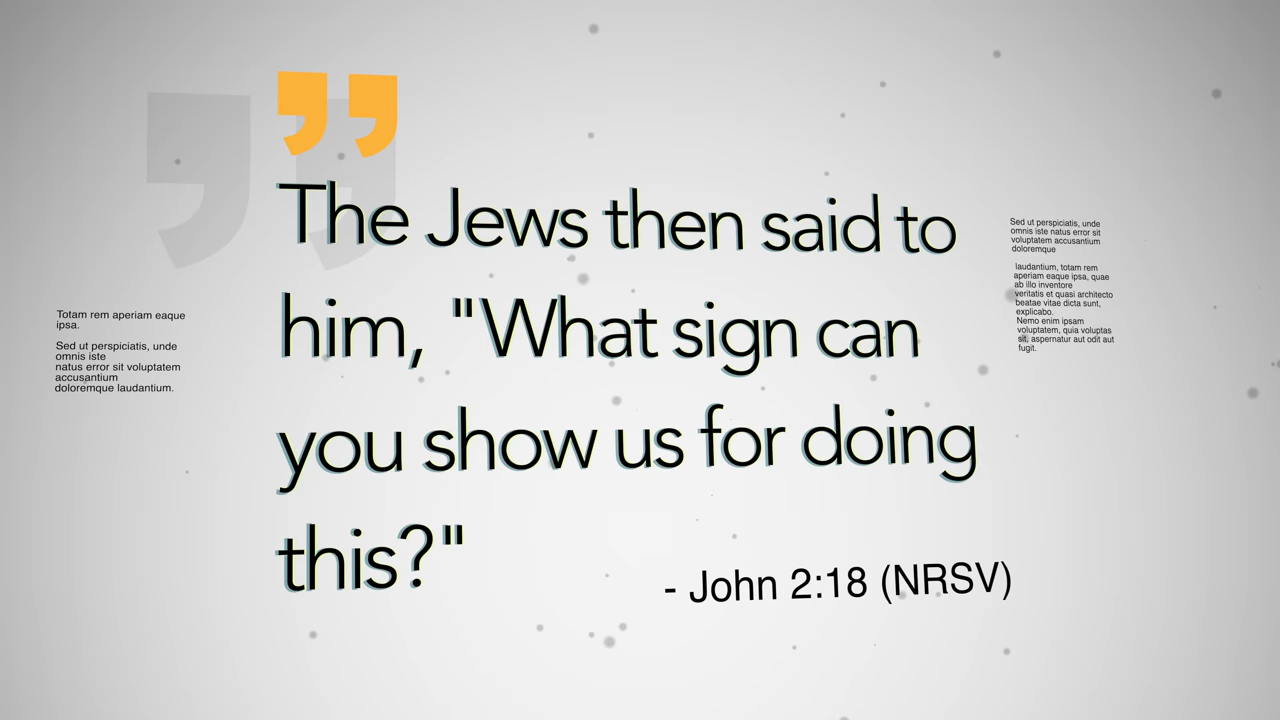 The Jews then said to
him, "What sign can
you show us for doing
this?"
- John 2:18 (NRSV)
Totam rem aperiam eaque
ipsa.
Sed ut perspiciatis, unde
omnis iste
natus error sit voluptatem
accusantium
doloremque laudantium.
Sed ut perspiciatis, unde
omnis iste natus error sit
voluptatem accusantium
doloremque
laudantium, totam rem
aperiam eaque ipsa, quae
ab illo inventore
veritatis et quasi architecto
beatae vitae dicta sunt,
explicabo.
Nemo enim ipsam
voluptatem, quia voluptas
sit, aspernatur aut odit aut
fugit.